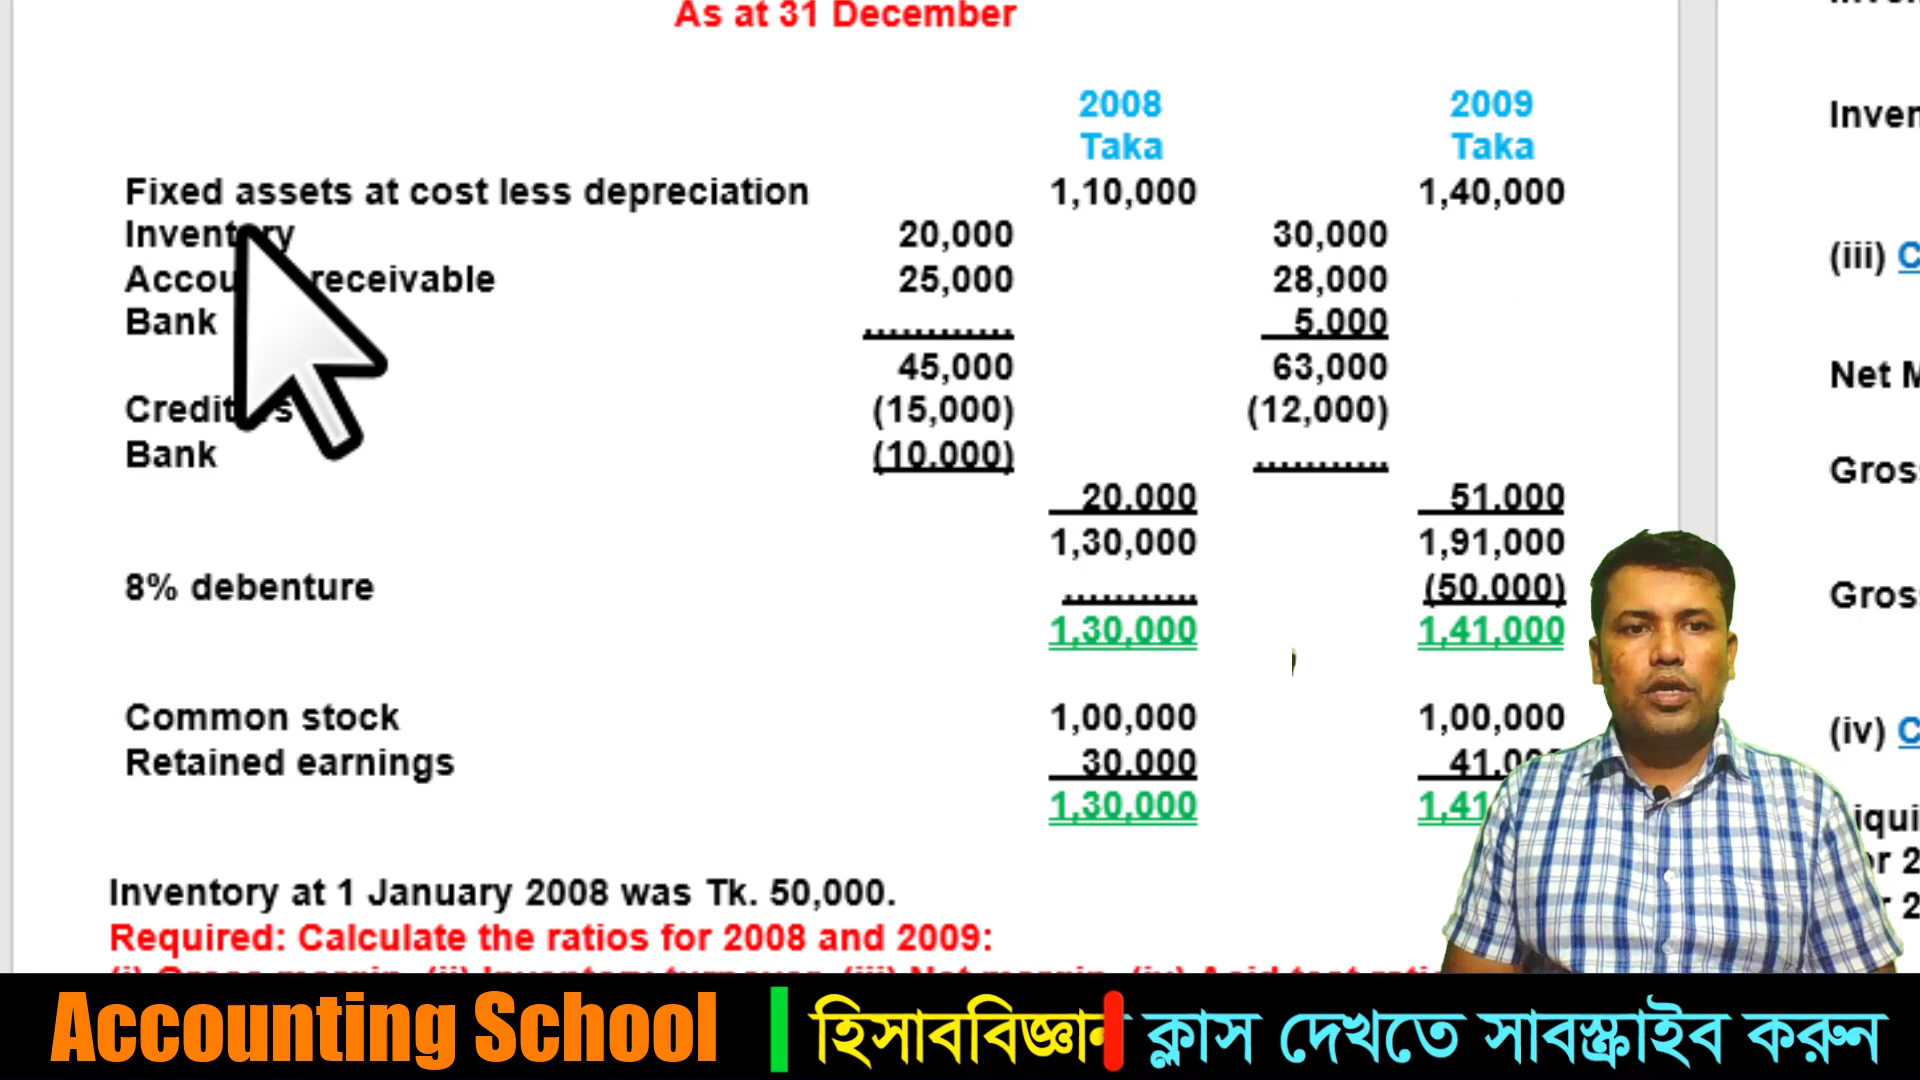 As at 31 December
2008 2009
Taka Taka
Fixed assets at cost less depreciation 1,10,000 1,40,000
Inventory 20,000 30,000
receivable 25,000 28,000
Bank ............ 5,000
45,000 63,000
(15,000) (12,000)
Bank (10,000) ...........
20,000 51,000
1,30,000 1,91,000
8% debenture ........... (50,000)
1,30,000 1,41,000
Common stock 1,00,000 1,00,000
Retained earnings 30,000
1,30,000
Inventory at 1 January 2008 was Tk. 50,000.
Required: Calculate the ratios for 2008 and 2009:
(iii)
Net
(iv)
Accounting School হিসাববিজ্ঞান ক্লাস দেখতে সাবস্ক্রাইব করুন